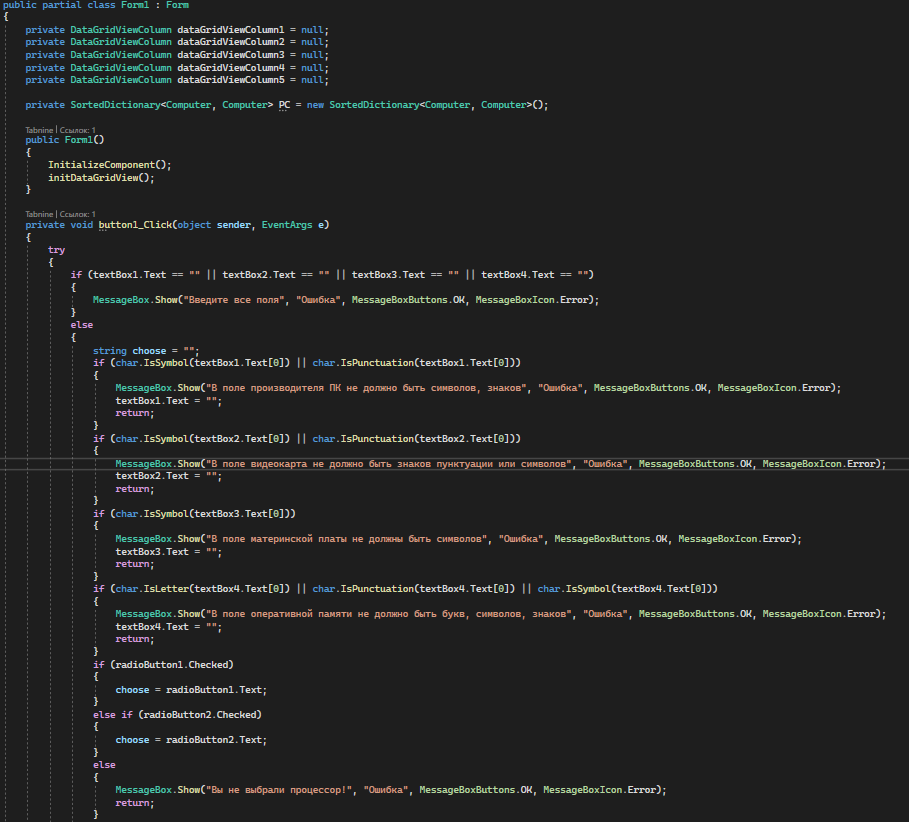 public partial class Form1 : Form
{
private DataGridViewColumn dataGridViewColumn1 = null;
private DataGridViewColumn dataGridViewColumn2 = null;
private DataGridViewColumn dataGridViewColumn3 = null;
private DataGridViewColumn dataGridViewColumn4 = null;
private DataGridViewColumn dataGridViewColumn5 = null;
private SortedDictionary<Computer, Computer> PC = new SortedDictionary<Computer, Computer>();
Tabnine | Ссылок: 1
public Form1()
{
InitializeComponent();
initDataGridView();
}
Tabnine | Ссылок: 1
private void button1_Click(object sender, EventArgs e)
{
try
{
if (textBox1.Text == "" || textBox2.Text == "" || textBox3.Text == "" || textBox4.Text == "")
{
MessageBox.Show("Введите все поля", "Ошибка", MessageBoxButtons.OK, MessageBoxIcon.Error);
}
else
{
string choose = "";
if (char.IsSymbol(textBox1.Text[0]) || char.IsPunctuation(textBox1.Text[0]))
{
MessageBox.Show("В поле производителя ПК не должно быть символов, знаков", "Ошибка", MessageBoxButtons.OK, MessageBoxIcon.Error);
textBox1.Text = "";
return;
}
if (char.IsSymbol(textBox2.Text[0]) || char.IsPunctuation(textBox2.Text[0]))
{
MessageBox.Show("В поле видеокарта не должно быть знаков пунктуации или символов", "Ошибка", MessageBoxButtons.OK, MessageBoxIcon.Error);
textBox2.Text = "";
return;
}
if (char.IsSymbol(textBox3.Text[0]))
{
MessageBox.Show("В поле материнской платы не должны быть символов", "Ошибка", MessageBoxButtons.OK, MessageBoxIcon.Error);
textBox3.Text = "";
return;
}
if (char.IsLetter(textBox4.Text[0]) || char.IsPunctuation(textBox4.Text[0]) || char.IsSymbol(textBox4.Text[0]))
{
MessageBox.Show("В поле оперативной памяти не должно быть букв, символов, знаков", "Ошибка", MessageBoxButtons.OK, MessageBoxIcon.Error);
textBox4.Text = "";
return;
}
if (radioButton1.Checked)
{
choose = radioButton1.Text;
}
else if (radioButton2.Checked)
{
choose = radioButton2.Text;
}
else
{
MessageBox.Show("Вы не выбрали процессор!", "Ошибка", MessageBoxButtons.OK, MessageBoxIcon.Error);
return;
}